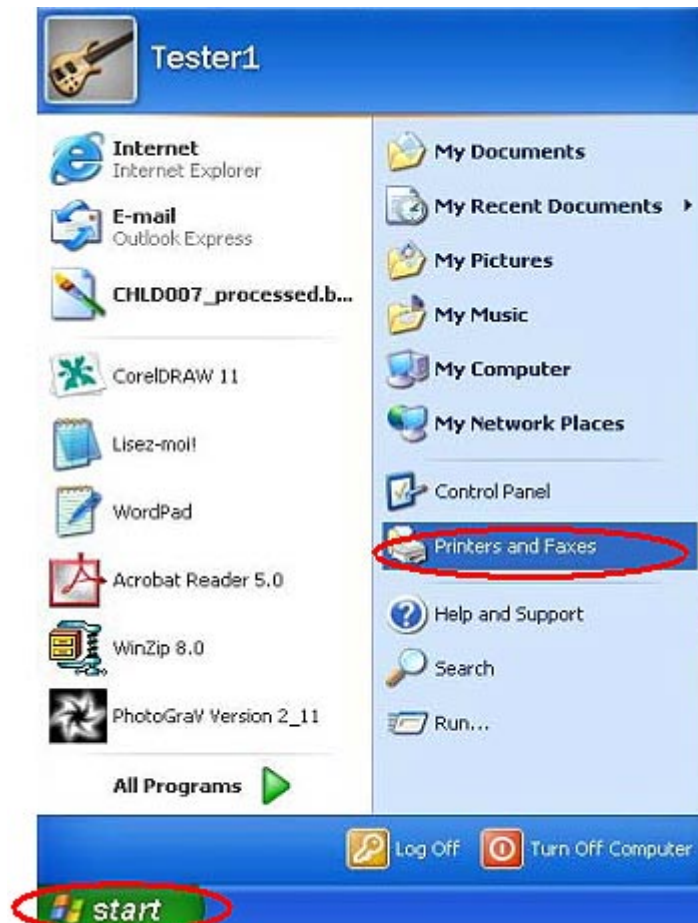 Tester1
Internet
Internet Explorer
E-mail
Outlook Express
CHLD007_processed.b...
CorelDRAW 11
Lisez-moi!
WordPad
Acrobat Reader 5.0
WinZip 8.0
PhotoGraV Version 2_11
All Programs
My Documents
My Recent Documents
My Pictures
My Music
My Computer
My Network Places
Control Panel
Printers and Faxes
Help and Support
Search
Run...
Log Off
Turn Off Computer
start